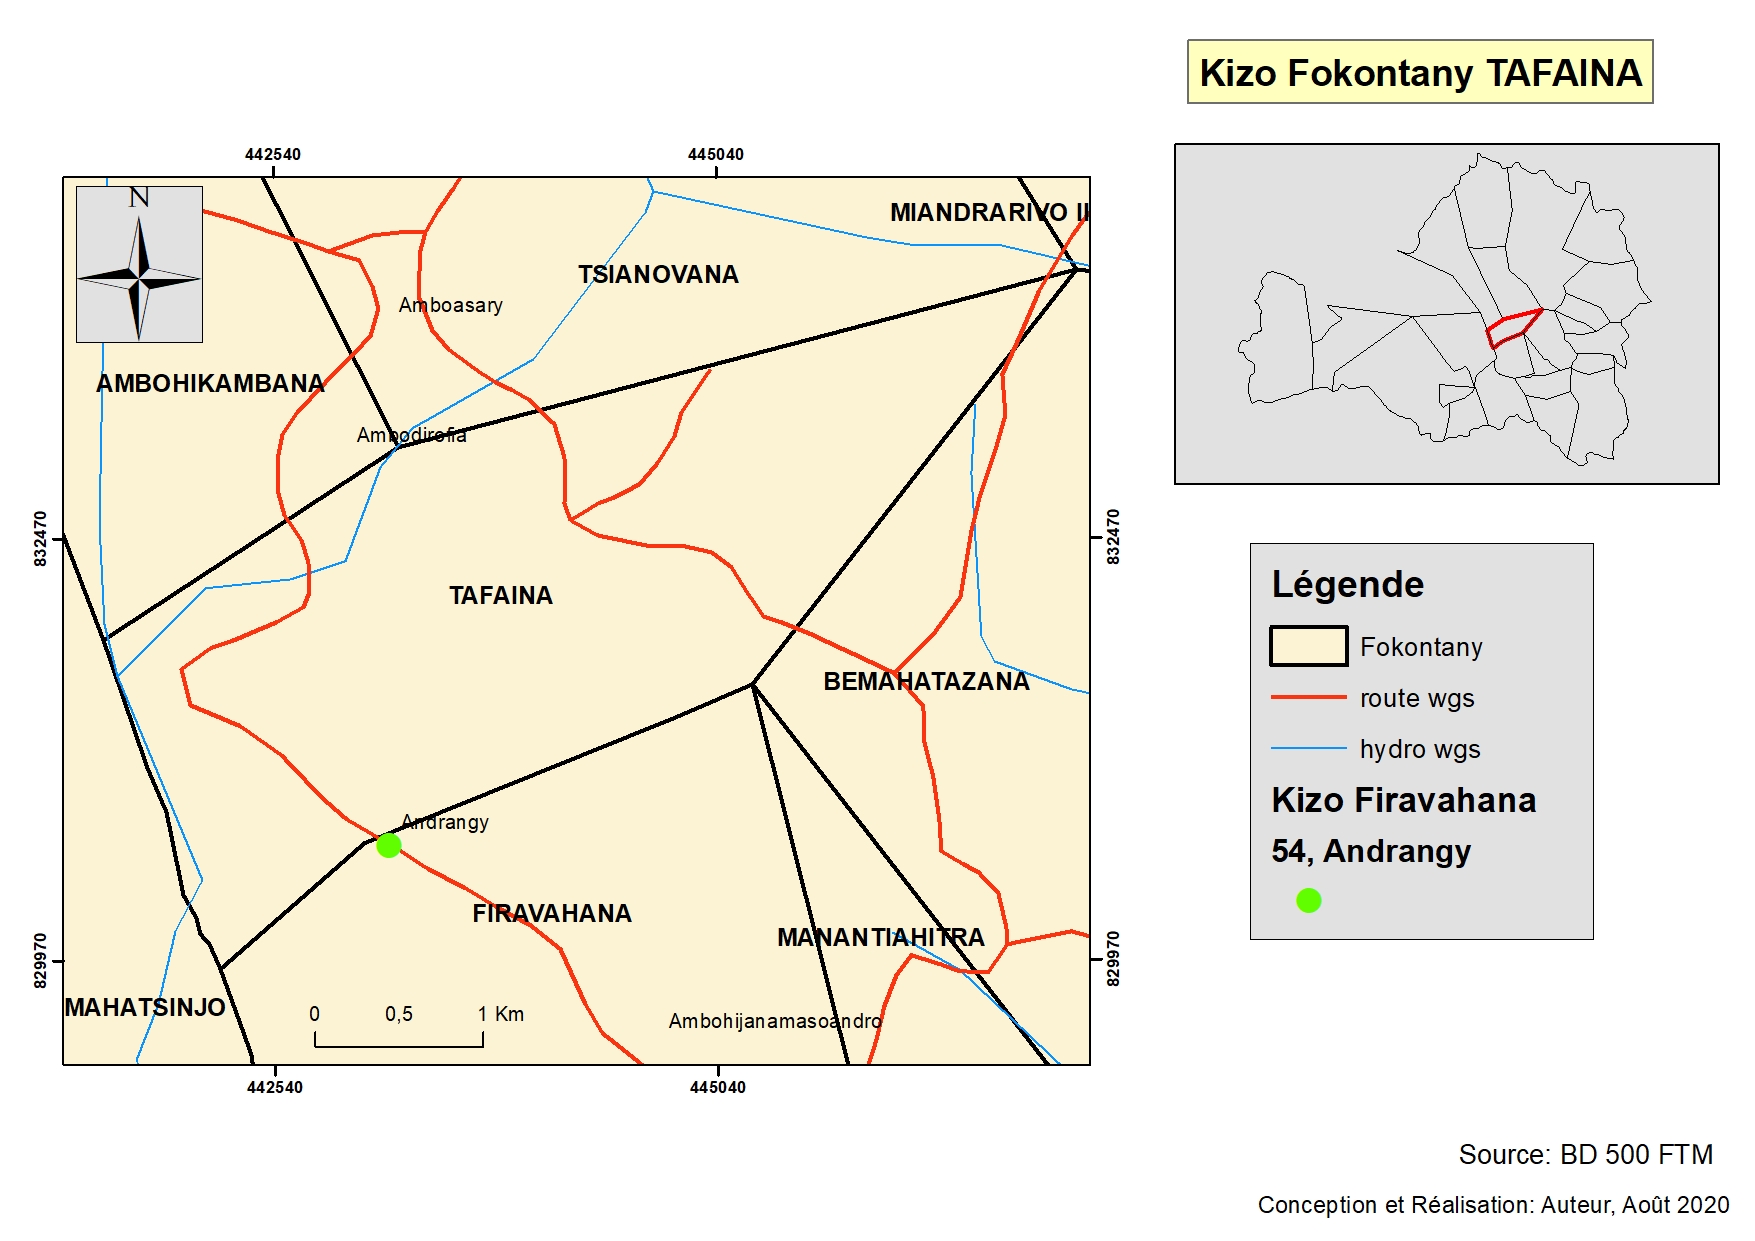 Kizo Fokontany TAFAINA
442540
445040
N
MIANDRARIVO II
TSIANOVANA
Amboasary
AMBOHIKAMBANA
Ambodirofia
832470
832470
TAFAINA
BEMAHATAZANA
Andrangy
FIRAVAHANA
MANANTIAHITRA
829970
829970
MAHATSINJO
0
0,5
1 Km
Ambohijanamasoandro
442540
445040
Légende
Fokontany
route wgs
hydro wgs
Kizo Firavahana
54, Andrangy
Source: BD 500 FTM
Conception et Réalisation: Auteur, Août 2020